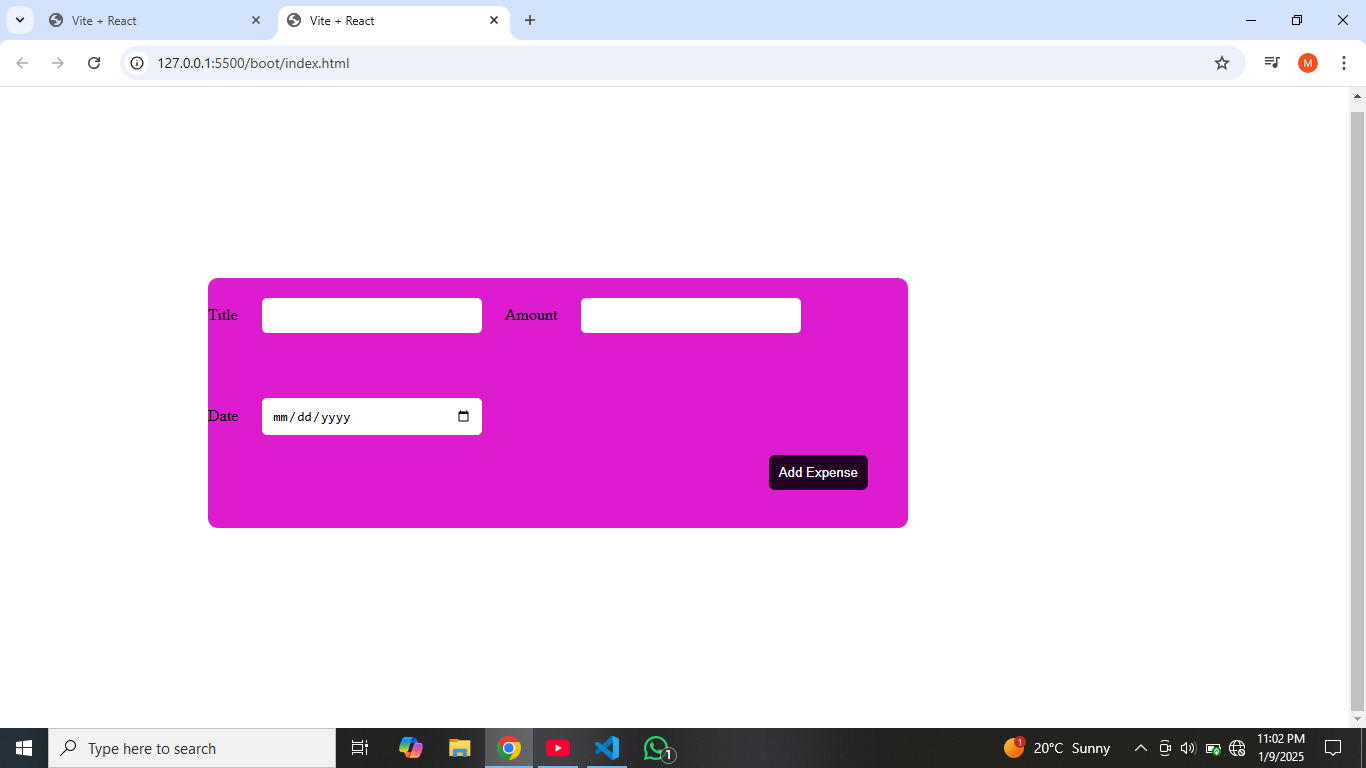 Vite + React
Vite + React
127.0.0.1:5500/boot/index.html
M
Title
Amount
Date
mm/dd/yyyy
Add Expense
Type here to search
1
1
20°C Sunny
11:02 PM
1/9/2025